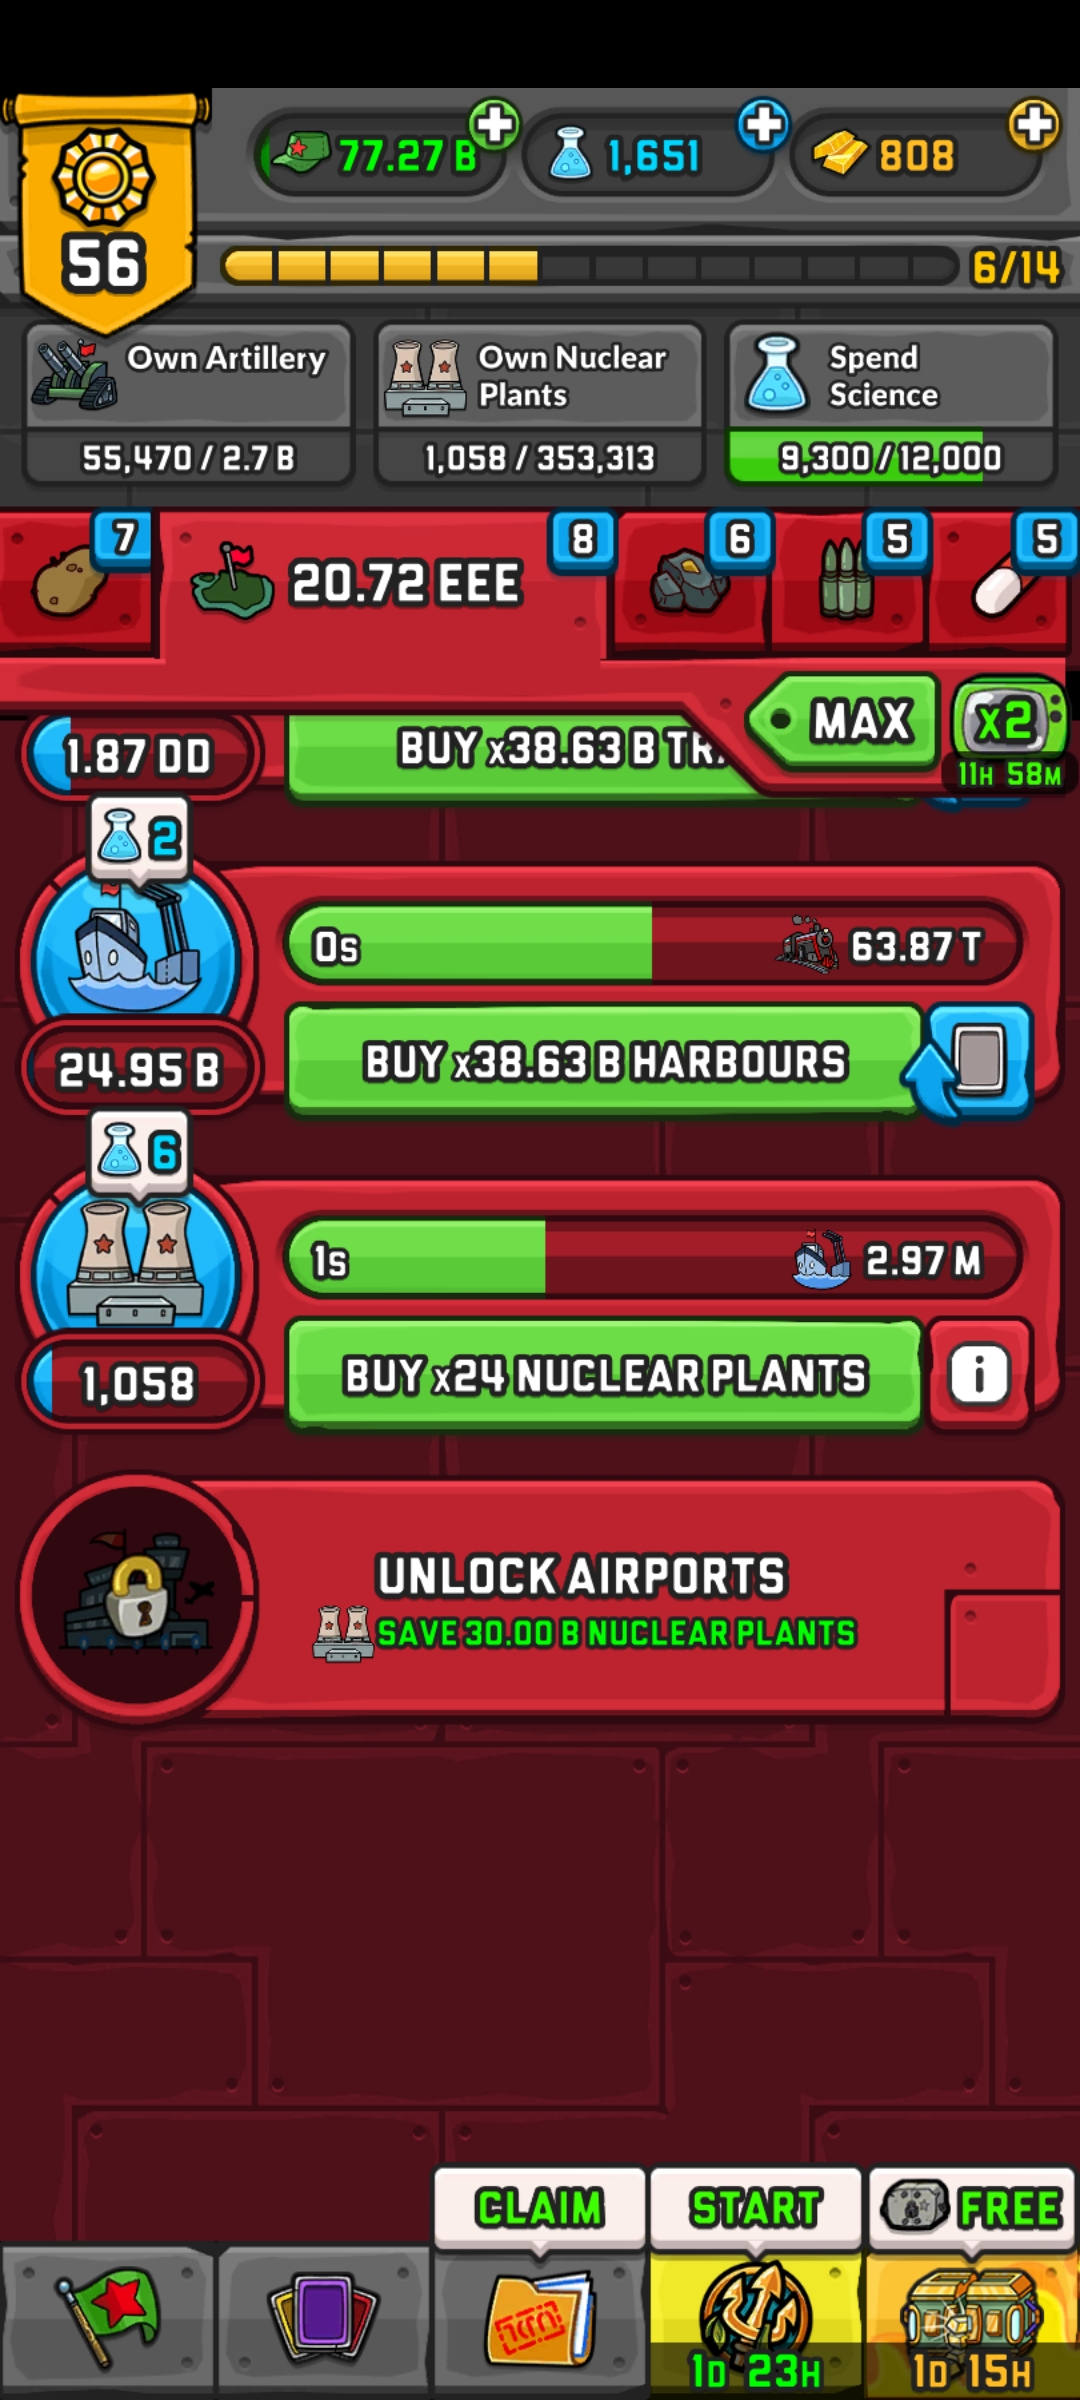 77.27 B
1,651
808
56
6/14
Own Artillery
55,470 / 2.7 B
Own Nuclear
Plants
1,058 / 353,313
Spend
Science
9,300 / 12,000
7
20.72 EEE
8
6
5
5
MAX
x2
11H 58M
1.87 DD
BUY x38.63 B
2
0s
63.87 T
24.95 B
BUY x38.63 B HARBOURS
6
1s
2.97 M
1,058
BUY x24 NUCLEAR PLANTS
i
UNLOCK AIRPORTS
SAVE 30.00 B NUCLEAR PLANTS
CLAIM
START
FREE
1D 23H
1D 15H